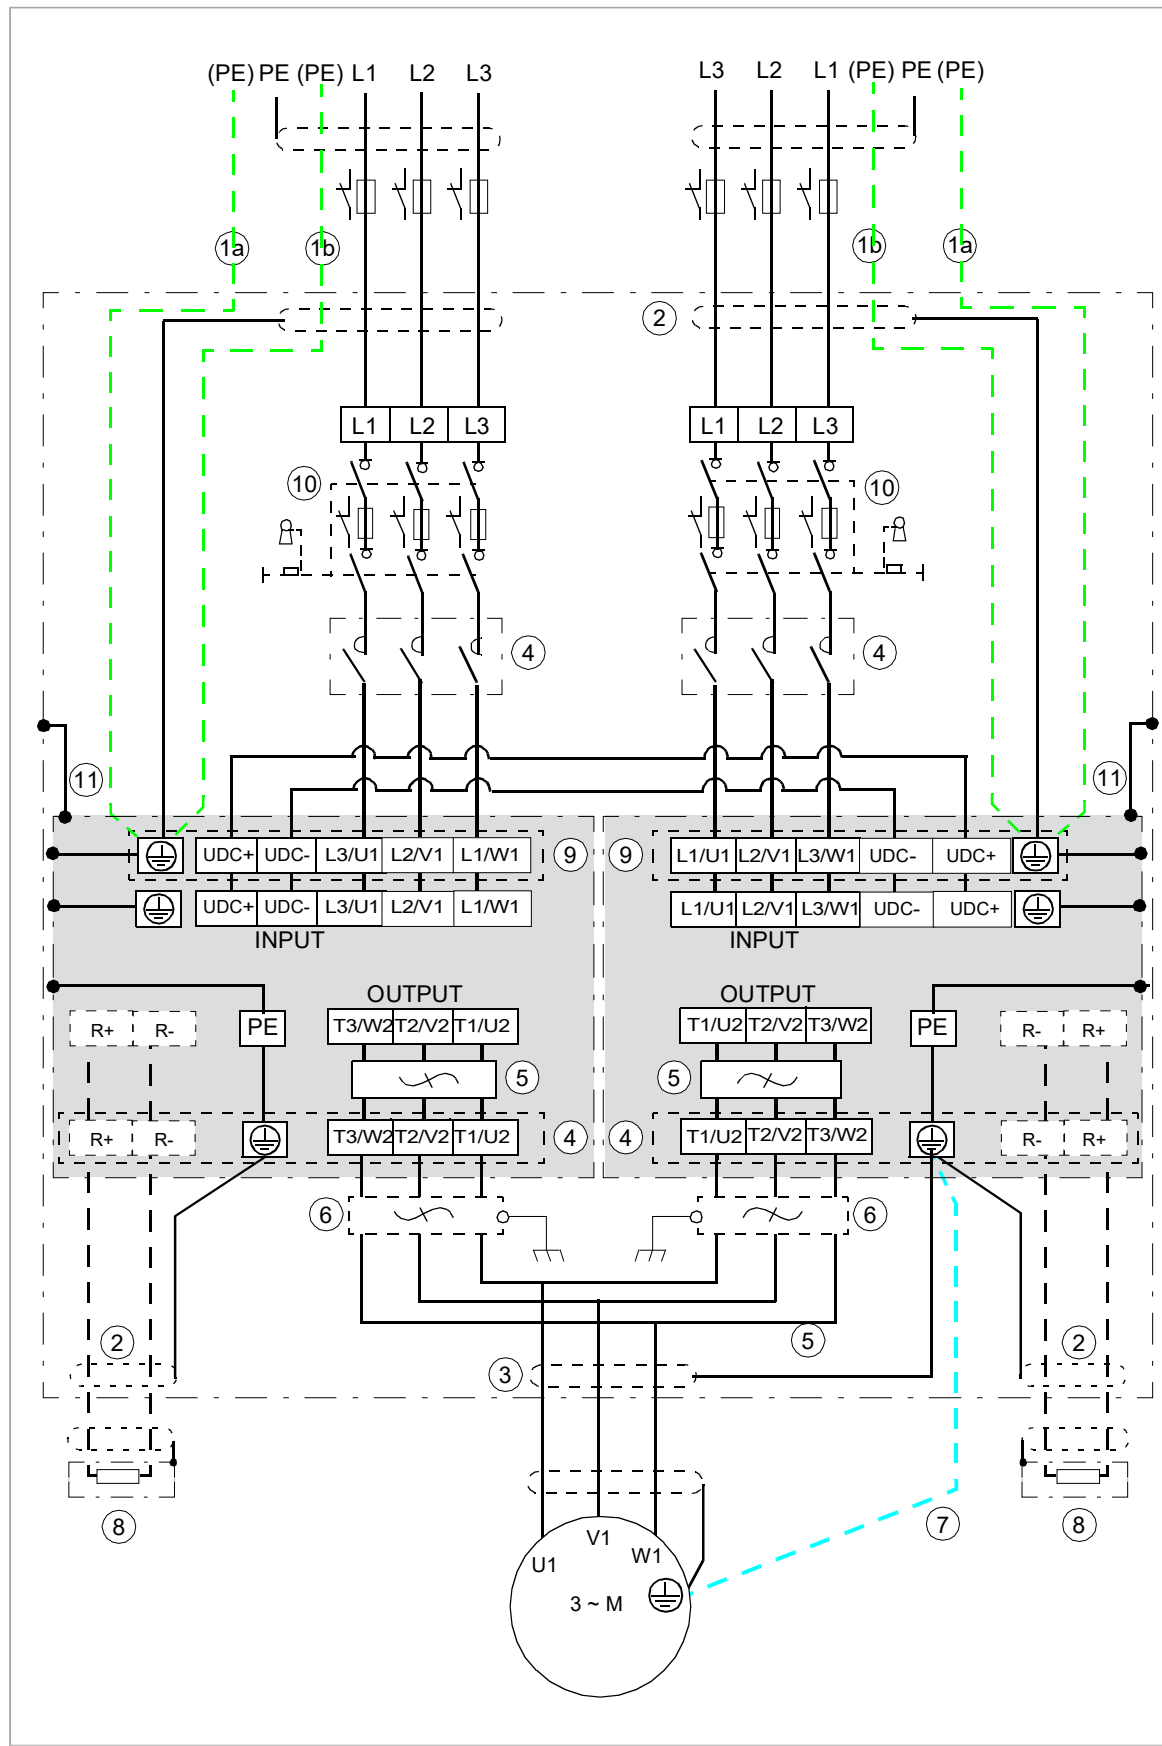 (PE) PE (PE) L1 L2 L3
L3 L2 L1 (PE) PE (PE)
1a 1b
1b 1a
2
L1 L2 L3
L1 L2 L3
10
10
4
4
11
11
UDC+ UDC- L3/U1 L2/V1 L1/W1 9
9 L1/U1 L2/V1 L3/W1 UDC- UDC+
UDC+ UDC- L3/U1 L2/V1 L1/W1
L1/U1 L2/V1 L3/W1 UDC- UDC+
INPUT
INPUT
OUTPUT
OUTPUT
R+ R- PE T3/W2 T2/V2 T1/U2
T1/U2 T2/V2 T3/W2 PE R- R+
5
5
R+ R- T3/W2 T2/V2 T1/U2 4
4 T1/U2 T2/V2 T3/W2 R- R+
6
6
2
5
2
3
8
7
8
U1 V1 W1
3 ~ M